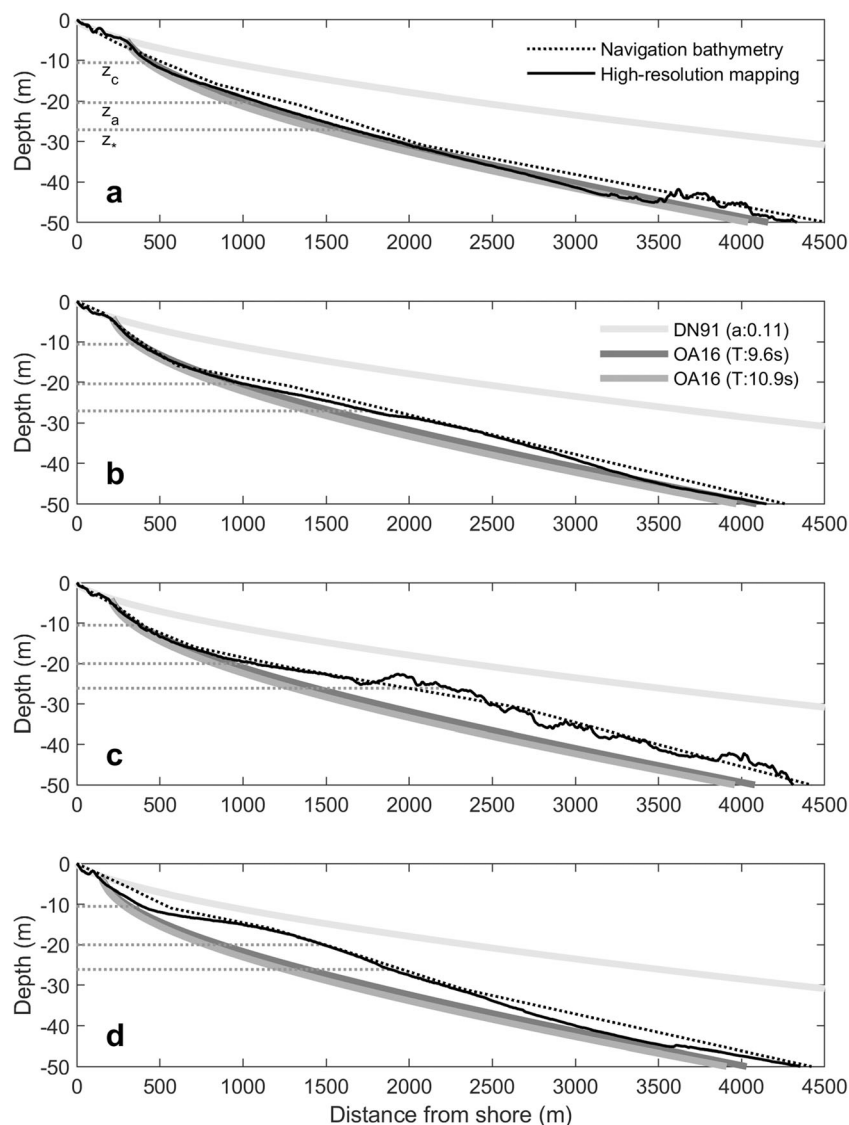 0
-10
-20
-30
-40
-50
Depth (m)
z_c
z_a
z_*
Navigation bathymetry
High-resolution mapping
a
0 500 1000 1500 2000 2500 3000 3500 4000 4500
0
-10
-20
-30
-40
-50
Depth (m)
DN91 (a:0.11)
OA16 (T:9.6s)
OA16 (T:10.9s)
b
0 500 1000 1500 2000 2500 3000 3500 4000 4500
0
-10
-20
-30
-40
-50
Depth (m)
c
0 500 1000 1500 2000 2500 3000 3500 4000 4500
0
-10
-20
-30
-40
-50
Depth (m)
d
0 500 1000 1500 2000 2500 3000 3500 4000 4500
Distance from shore (m)